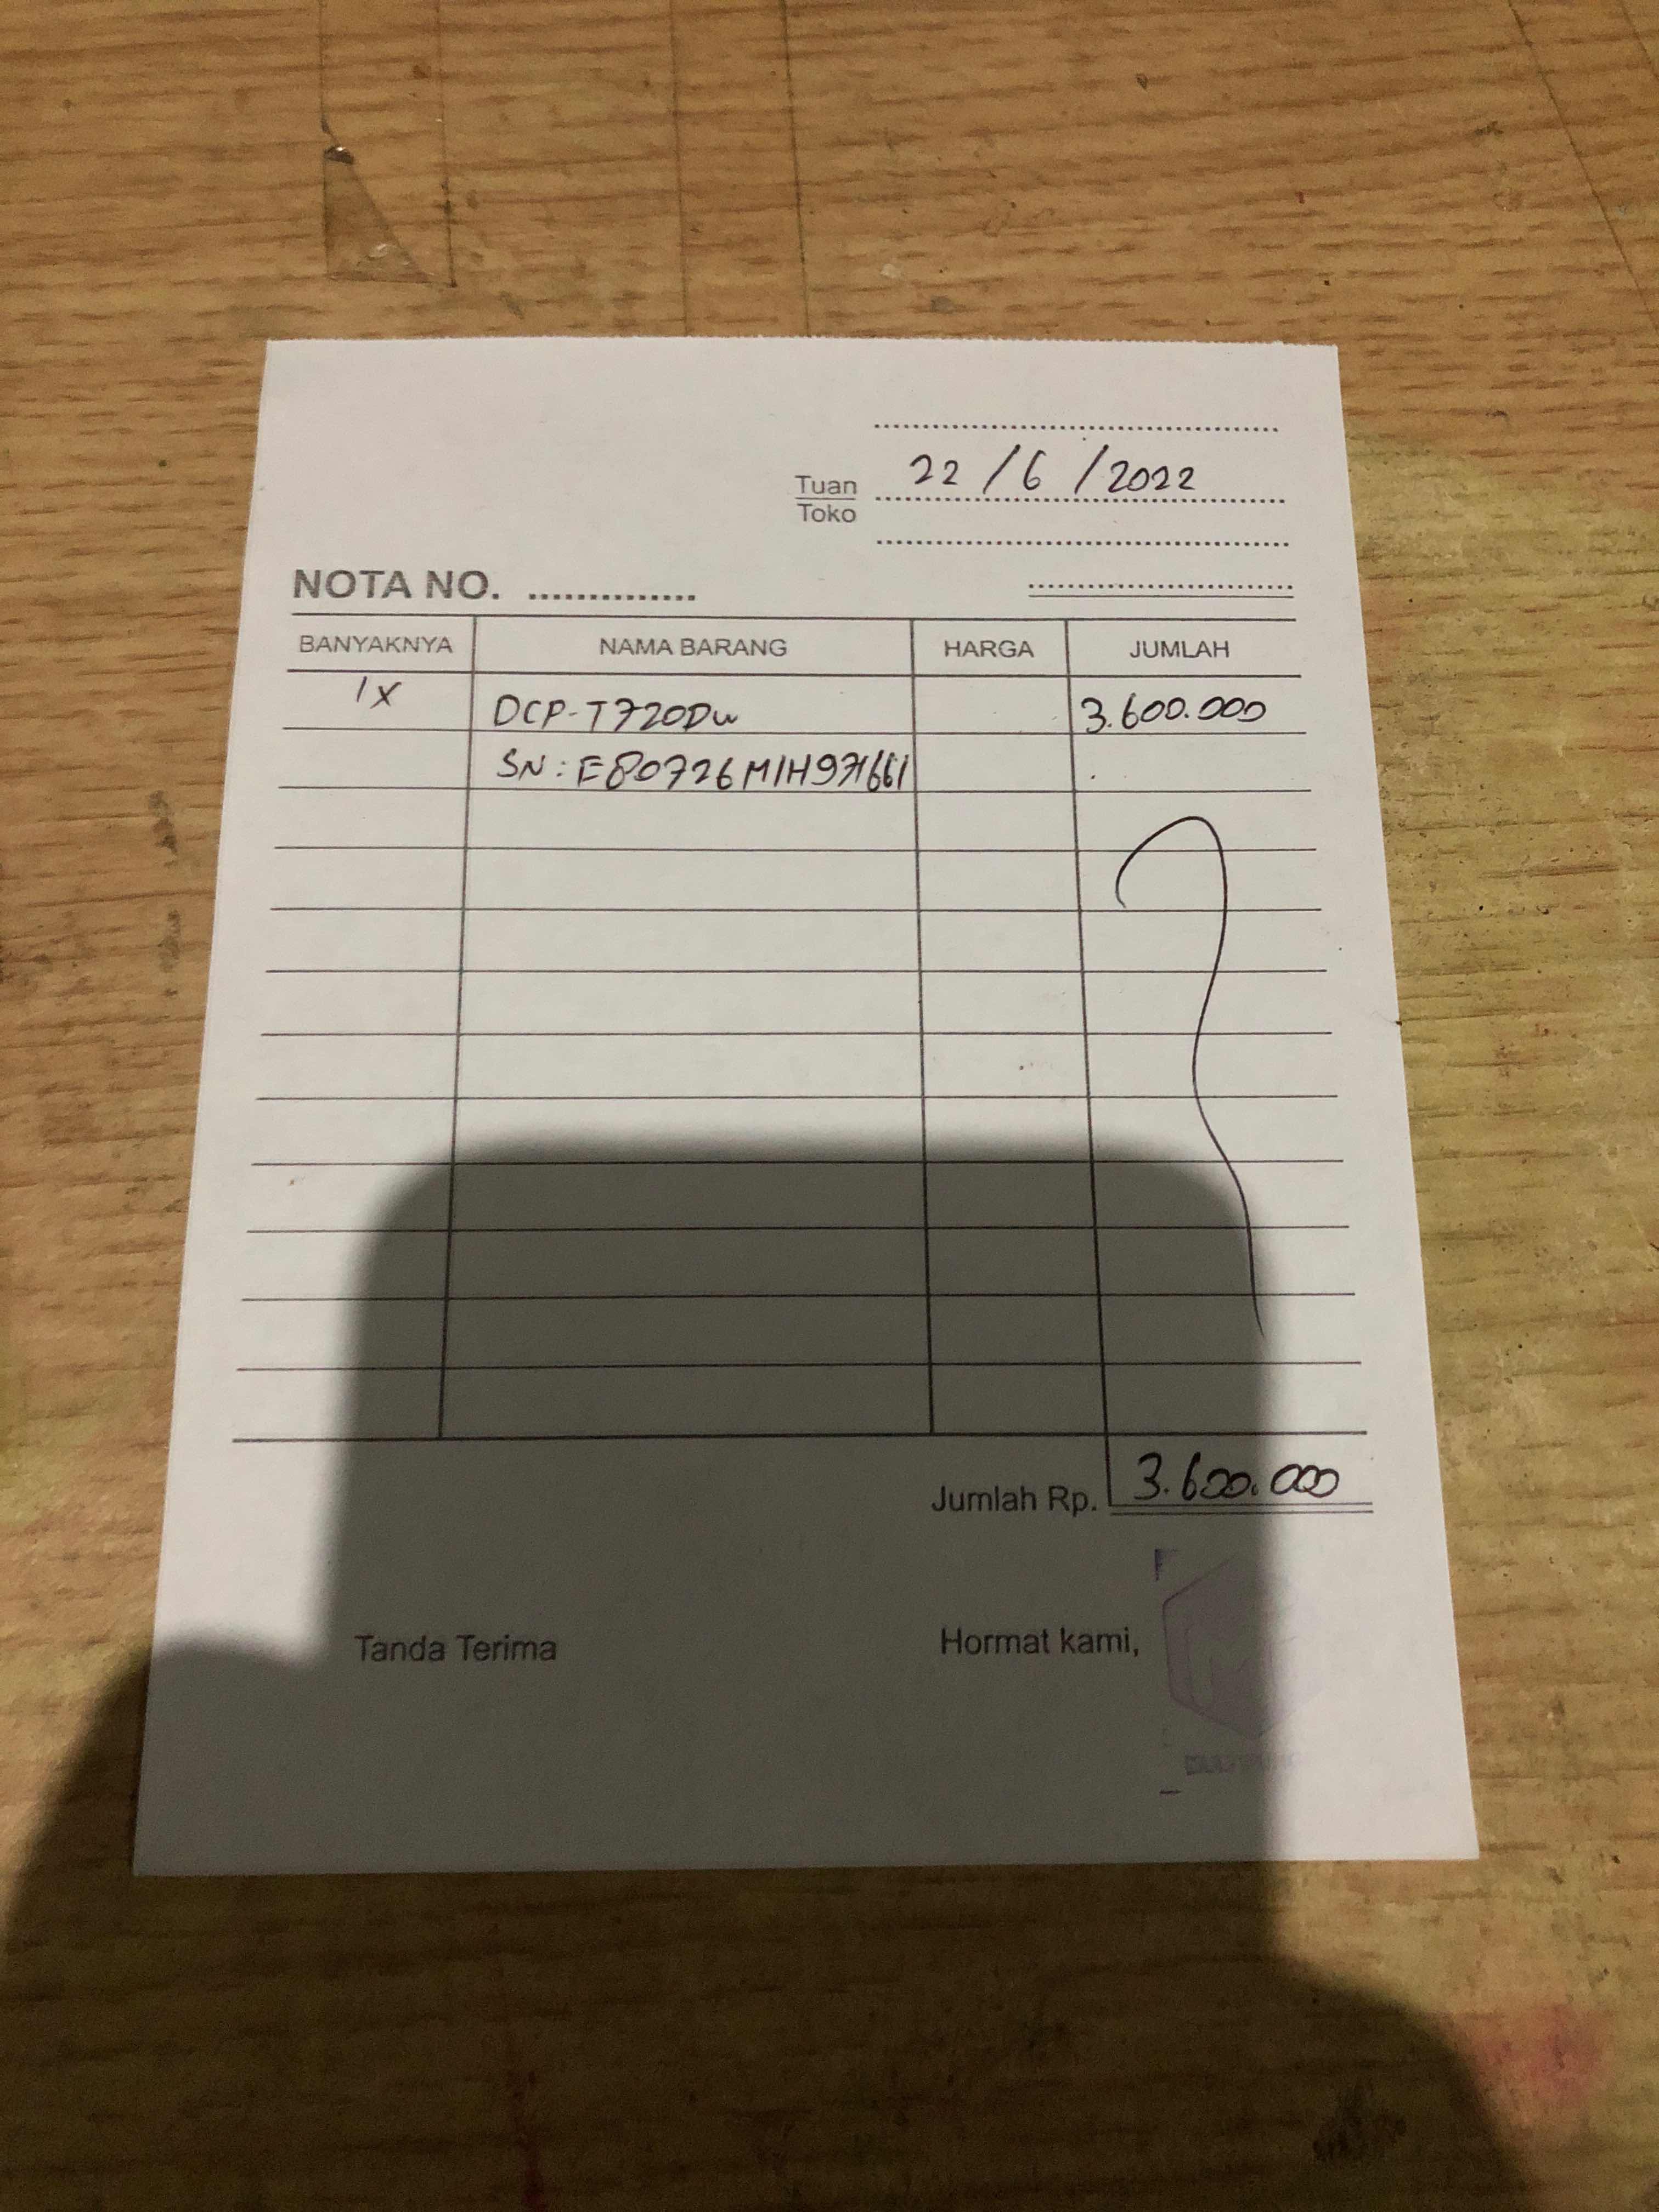 22/6/2022
Tuan
Toko
NOTA NO. ..............
BANYAKNYA NAMA BARANG HARGA JUMLAH
1x DCP-T720DW 3.600.000
SN: E80726M1H971661
Jumlah Rp. 3.600.000
Tanda Terima Hormat kami,